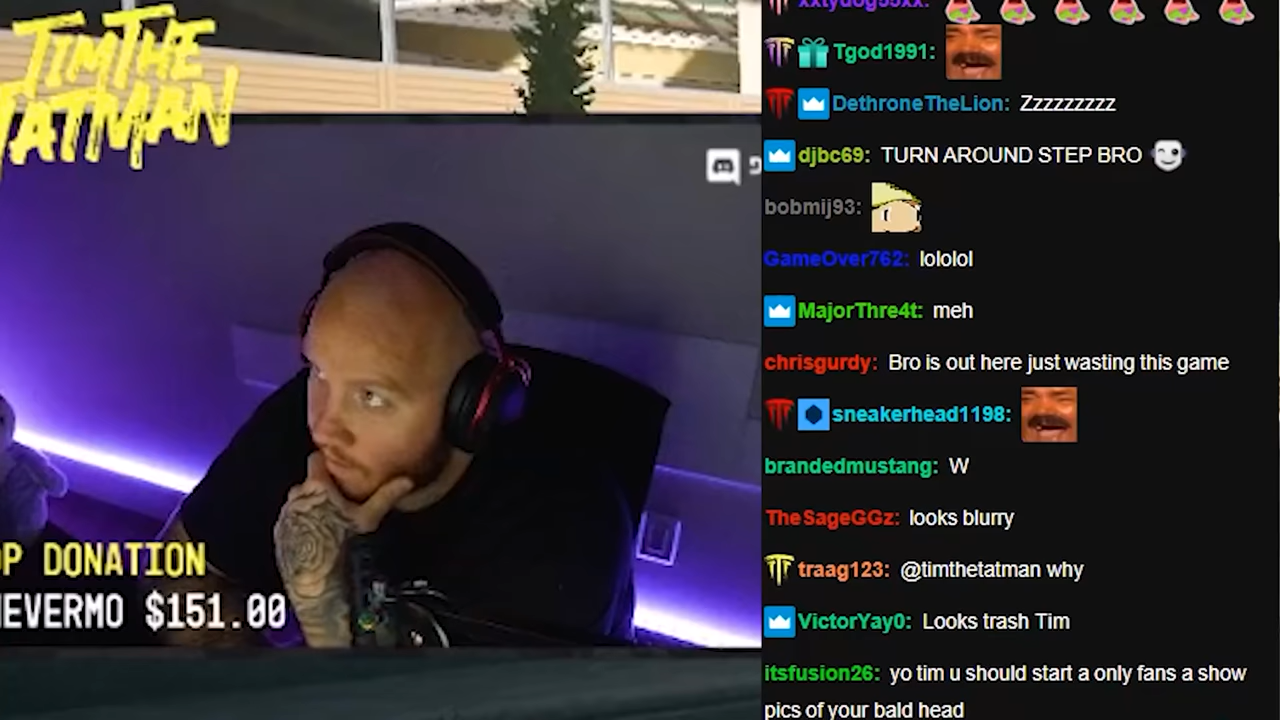 TIMTHE
TATMAN
OP DONATION
NEVERMO $151.00
xxtydog55xx:
Tgod1991:
DethroneTheLion: Zzzzzzzzz
djbc69: TURN AROUND STEP BRO
bobmij93:
GameOver762: lololol
MajorThre4t: meh
chrisgurdy: Bro is out here just wasting this game
sneakerhead1198:
brandedmustang: W
TheSageGGz: looks blurry
traag123: @timthetatman why
VictorYay0: Looks trash Tim
itsfusion26: yo tim u should start a only fans a show
pics of your bald head